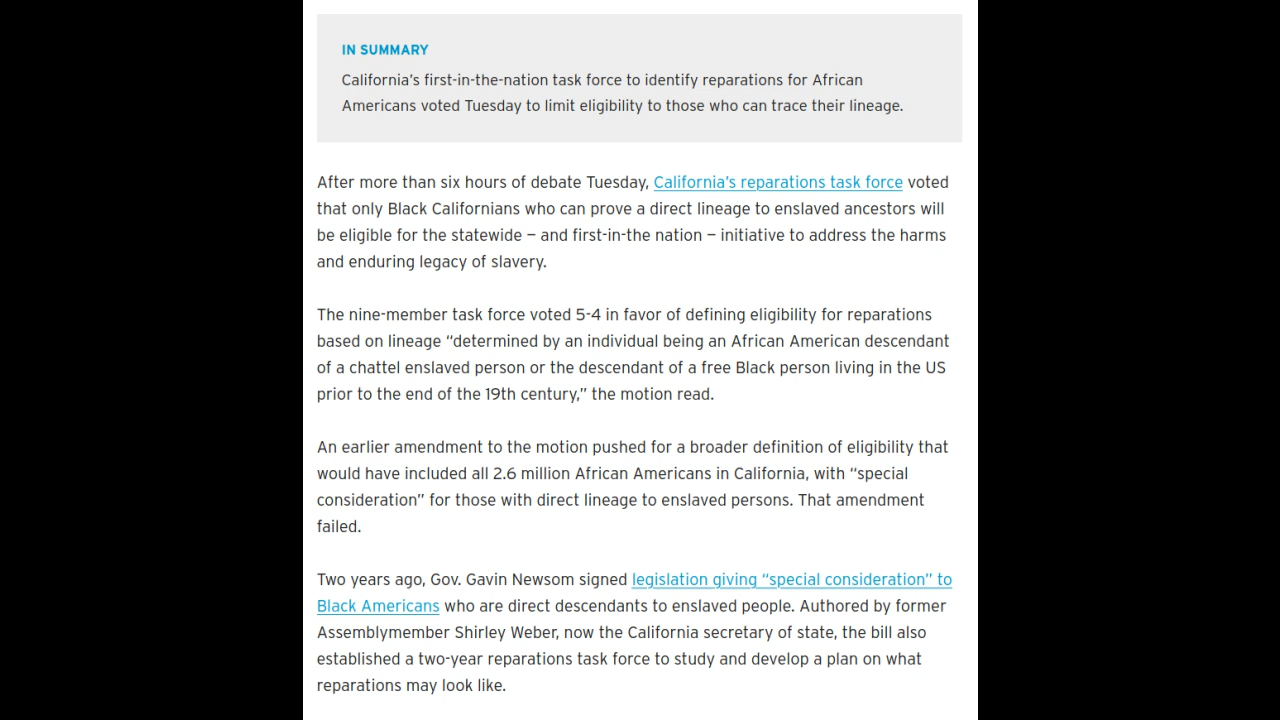 IN SUMMARY
California's first-in-the-nation task force to identify reparations for African
Americans voted Tuesday to limit eligibility to those who can trace their lineage.
After more than six hours of debate Tuesday, California's reparations task force voted
that only Black Californians who can prove a direct lineage to enslaved ancestors will
be eligible for the statewide — and first-in-the nation — initiative to address the harms
and enduring legacy of slavery.
The nine-member task force voted 5-4 in favor of defining eligibility for reparations
based on lineage “determined by an individual being an African American descendant
of a chattel enslaved person or the descendant of a free Black person living in the US
prior to the end of the 19th century,” the motion read.
An earlier amendment to the motion pushed for a broader definition of eligibility that
would have included all 2.6 million African Americans in California, with “special
consideration” for those with direct lineage to enslaved persons. That amendment
failed.
Two years ago, Gov. Gavin Newsom signed legislation giving “special consideration” to
Black Americans who are direct descendants to enslaved people. Authored by former
Assemblymember Shirley Weber, now the California secretary of state, the bill also
established a two-year reparations task force to study and develop a plan on what
reparations may look like.